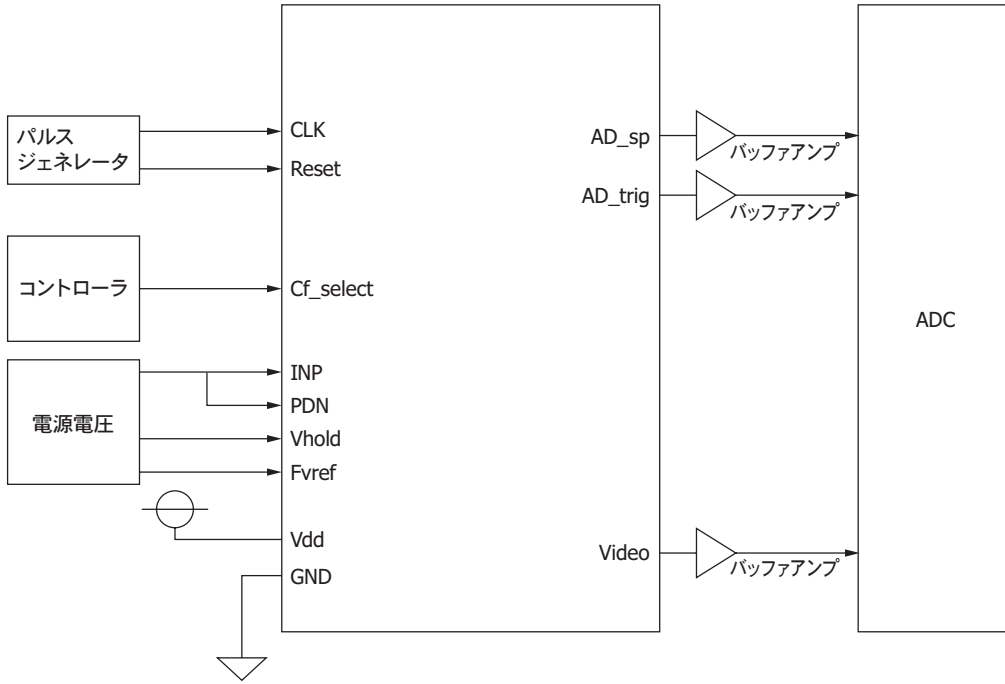 パルス
ジェネレータ
コントローラ
電源電圧
CLK
Reset
Cf_select
INP
PDN
Vhold
Fvref
Vdd
GND
AD_sp
AD_trig
Video
バッファアンプ
バッファアンプ
バッファアンプ
ADC